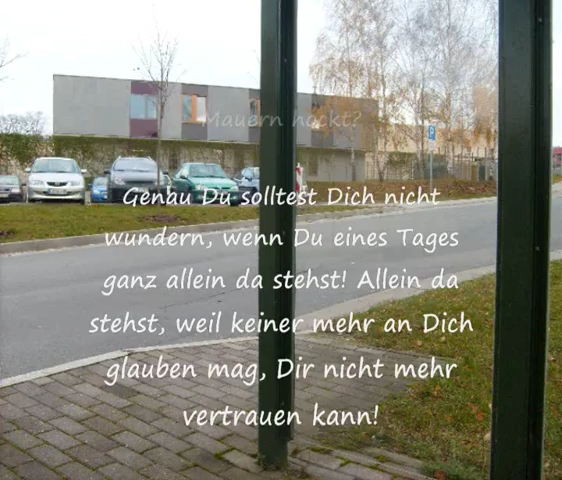 Mauern hockt?
Genau Du solltest Dich nicht
wundern, wenn Du eines Tages
ganz allein da stehst! Allein da
stehst, weil keiner mehr an Dich
glauben mag, Dir nicht mehr
vertrauen kann!